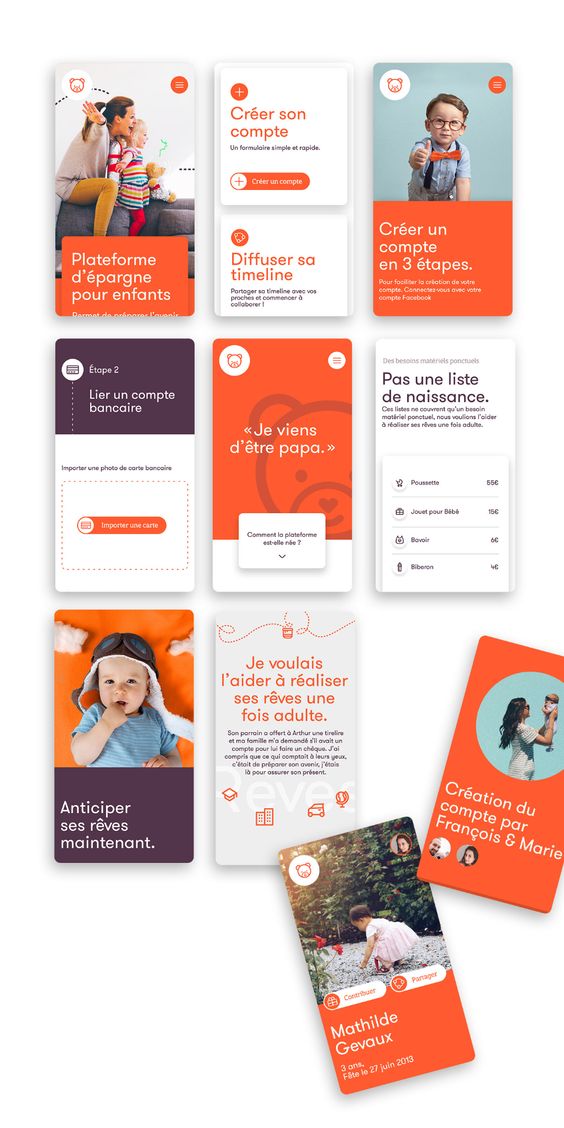 Plateforme
d'épargne
pour enfants
Permet de préparer l'avenir
Créer son
compte
Un formulaire simple et rapide.
Créer un compte
Diffuser sa
timeline
Partager sa timeline avec vos
proches et commencer à
collaborer !
Créer un
compte
en 3 étapes.
Pour faciliter la création de votre
compte. Connectez-vous avec votre
compte Facebook
Étape 2
Lier un compte
bancaire
Importer une photo de carte bancaire
Importer une carte
«Je viens
d'être papa.»
Comment la plateforme
est-elle née ?
Des besoins matériels ponctuels
Pas une liste
de naissance.
Ces listes ne couvrent qu'un besoin
matériel ponctuel, nous voulions l'aider
à réaliser ses rêves une fois adulte.
Poussette 55€
Jouet pour Bébé 15€
Bavoir 6€
Biberon 4€
Anticiper
ses rêves
maintenant.
Je voulais
l'aider à réaliser
ses rêves une
fois adulte.
Son parrain a offert à Arthur une tirelire
et ma famille m'a demandé s'il avait un
compte pour lui faire un chèque. J'ai
compris que ce qui comptait à leurs yeux,
c'était de préparer son avenir, j'étais
là pour assurer son présent.
Rêves
Création du
compte par
François & Marie
Contribuer
Partager
Mathilde
Gevaux
3 ans,
Fête le 27 juin 2013